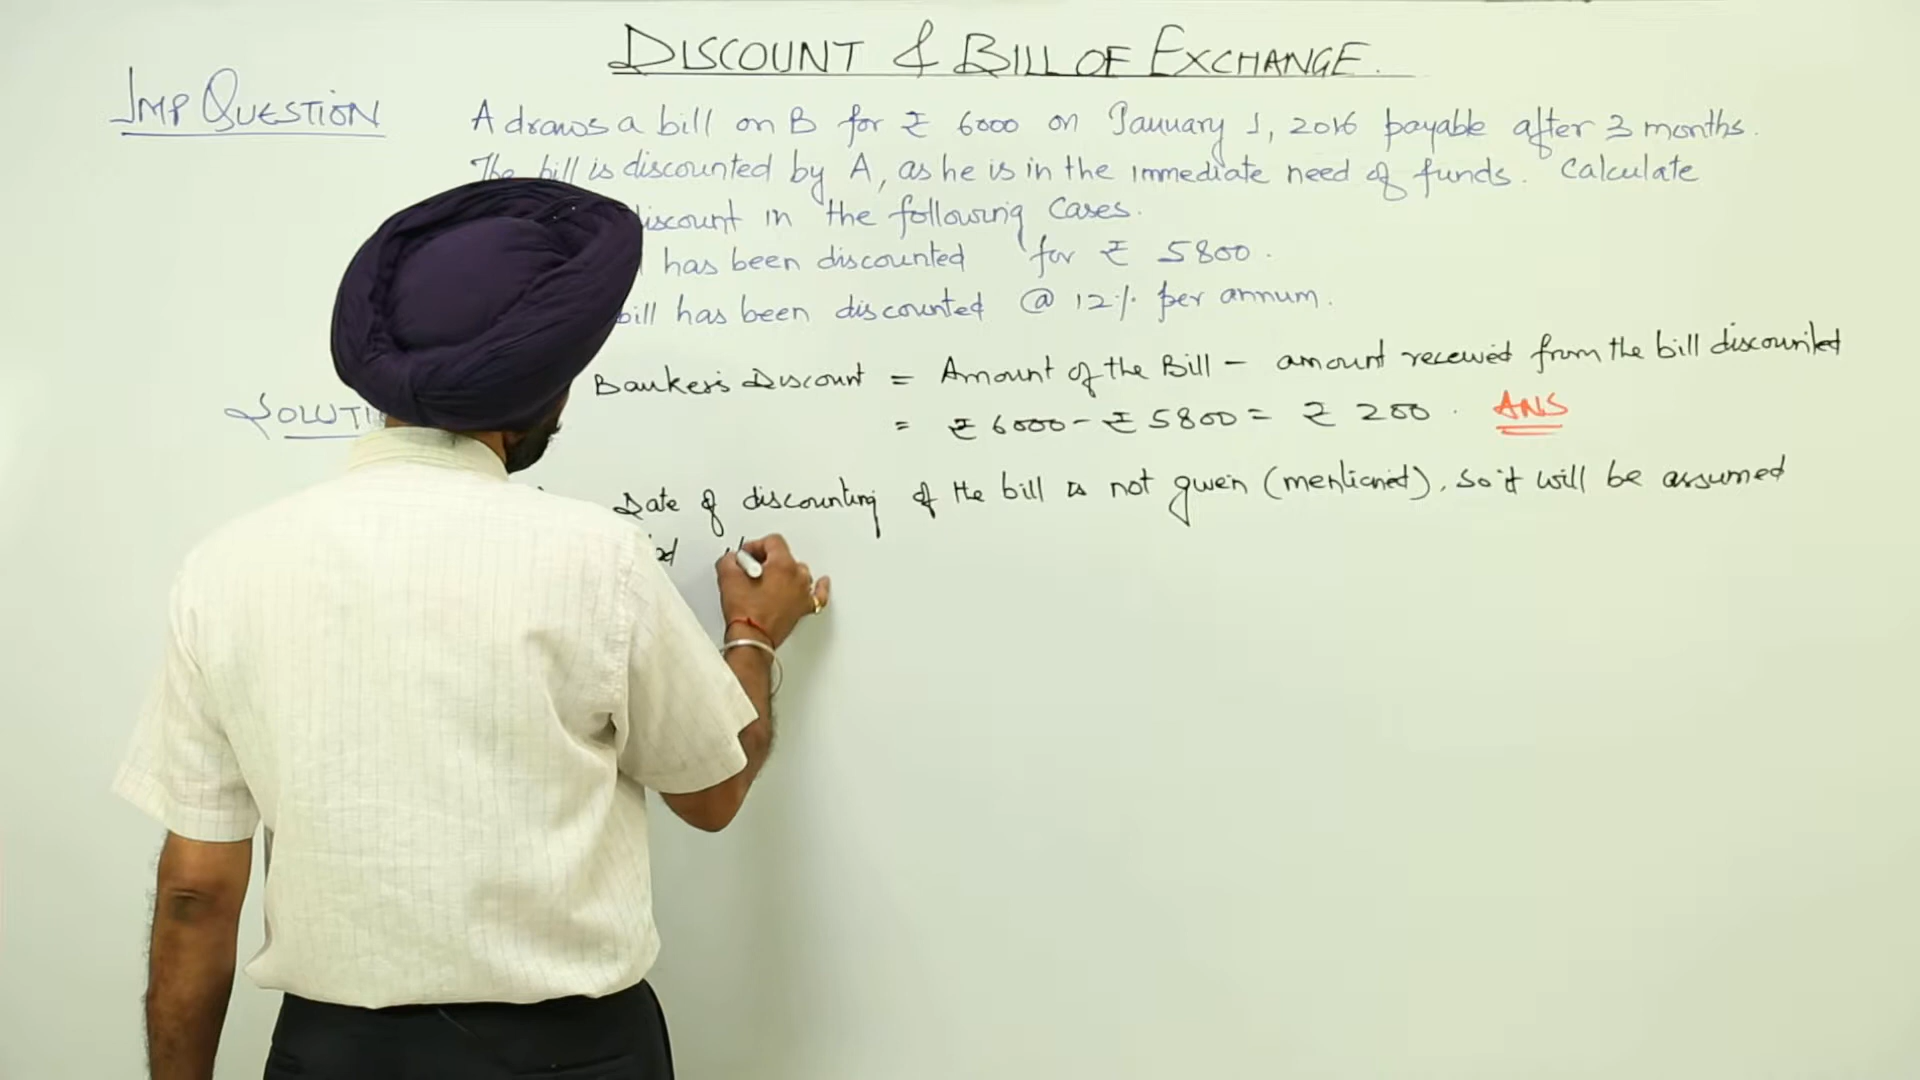 DISCOUNT & BILL OF EXCHANGE.
IMP QUESTION
A draws a bill on B for ₹ 6000 on January 1, 2016 payable after 3 months.
The bill is discounted by A, as he is in the immediate need of funds. Calculate
discount in the following cases.
has been discounted for ₹ 5800.
bill has been discounted @ 12% per annum.
Banker's Discount = Amount of the Bill - amount received from the bill discounted
SOLUTI
= ₹ 6000 - ₹ 5800 = ₹ 200. ANS
Date of discounting of the bill is not given (mentioned), so it will be assumed